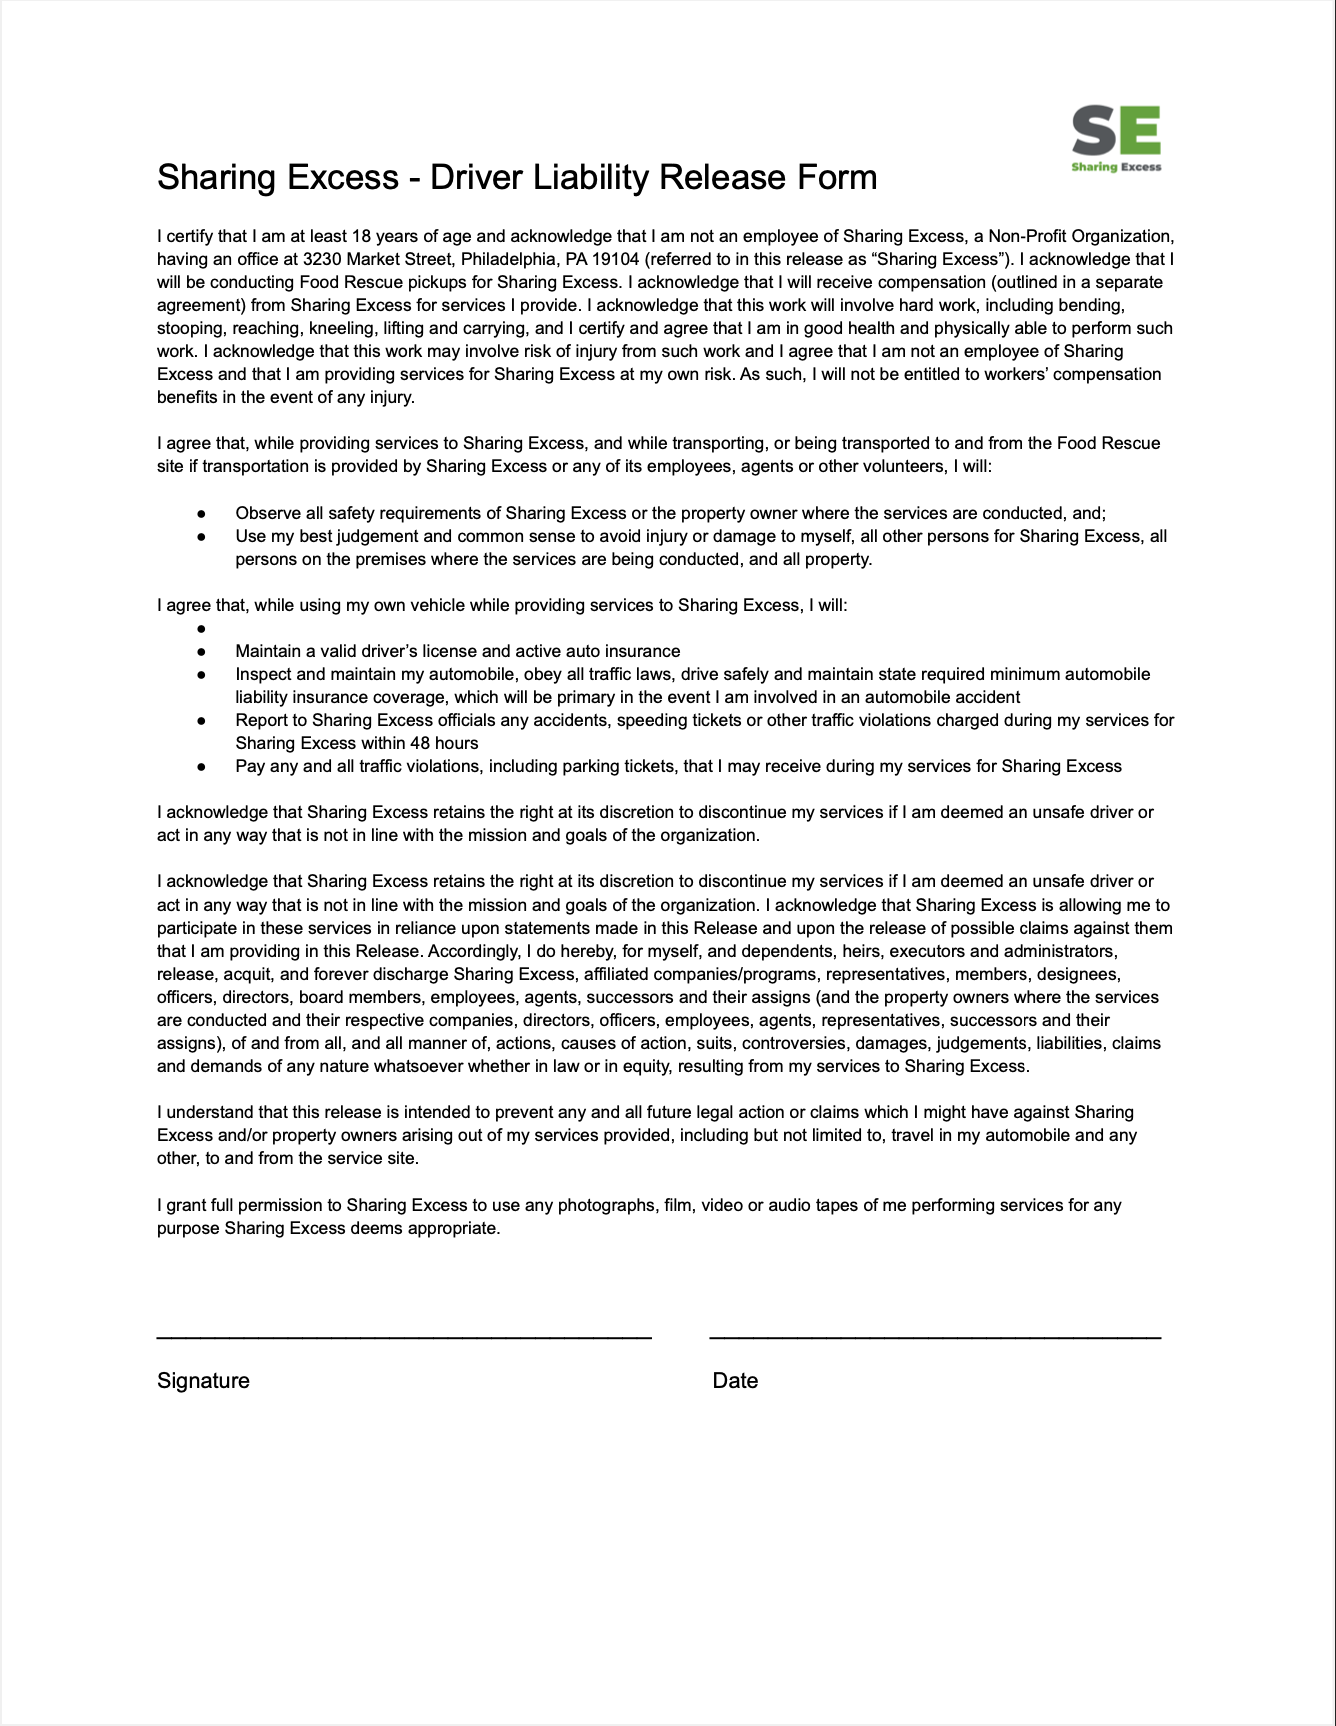 SE
Sharing Excess
Sharing Excess - Driver Liability Release Form
I certify that I am at least 18 years of age and acknowledge that I am not an employee of Sharing Excess, a Non-Profit Organization,
having an office at 3230 Market Street, Philadelphia, PA 19104 (referred to in this release as “Sharing Excess”). I acknowledge that I
will be conducting Food Rescue pickups for Sharing Excess. I acknowledge that I will receive compensation (outlined in a separate
agreement) from Sharing Excess for services I provide. I acknowledge that this work will involve hard work, including bending,
stooping, reaching, kneeling, lifting and carrying, and I certify and agree that I am in good health and physically able to perform such
work. I acknowledge that this work may involve risk of injury from such work and I agree that I am not an employee of Sharing
Excess and that I am providing services for Sharing Excess at my own risk. As such, I will not be entitled to workers’ compensation
benefits in the event of any injury.
I agree that, while providing services to Sharing Excess, and while transporting, or being transported to and from the Food Rescue
site if transportation is provided by Sharing Excess or any of its employees, agents or other volunteers, I will:
● Observe all safety requirements of Sharing Excess or the property owner where the services are conducted, and;
● Use my best judgement and common sense to avoid injury or damage to myself, all other persons for Sharing Excess, all
persons on the premises where the services are being conducted, and all property.
I agree that, while using my own vehicle while providing services to Sharing Excess, I will:
●
● Maintain a valid driver’s license and active auto insurance
● Inspect and maintain my automobile, obey all traffic laws, drive safely and maintain state required minimum automobile
liability insurance coverage, which will be primary in the event I am involved in an automobile accident
● Report to Sharing Excess officials any accidents, speeding tickets or other traffic violations charged during my services for
Sharing Excess within 48 hours
● Pay any and all traffic violations, including parking tickets, that I may receive during my services for Sharing Excess
I acknowledge that Sharing Excess retains the right at its discretion to discontinue my services if I am deemed an unsafe driver or
act in any way that is not in line with the mission and goals of the organization.
I acknowledge that Sharing Excess retains the right at its discretion to discontinue my services if I am deemed an unsafe driver or
act in any way that is not in line with the mission and goals of the organization. I acknowledge that Sharing Excess is allowing me to
participate in these services in reliance upon statements made in this Release and upon the release of possible claims against them
that I am providing in this Release. Accordingly, I do hereby, for myself, and dependents, heirs, executors and administrators,
release, acquit, and forever discharge Sharing Excess, affiliated companies/programs, representatives, members, designees,
officers, directors, board members, employees, agents, successors and their assigns (and the property owners where the services
are conducted and their respective companies, directors, officers, employees, agents, representatives, successors and their
assigns), of and from all, and all manner of, actions, causes of action, suits, controversies, damages, judgements, liabilities, claims
and demands of any nature whatsoever whether in law or in equity, resulting from my services to Sharing Excess.
I understand that this release is intended to prevent any and all future legal action or claims which I might have against Sharing
Excess and/or property owners arising out of my services provided, including but not limited to, travel in my automobile and any
other, to and from the service site.
I grant full permission to Sharing Excess to use any photographs, film, video or audio tapes of me performing services for any
purpose Sharing Excess deems appropriate.
Signature
Date